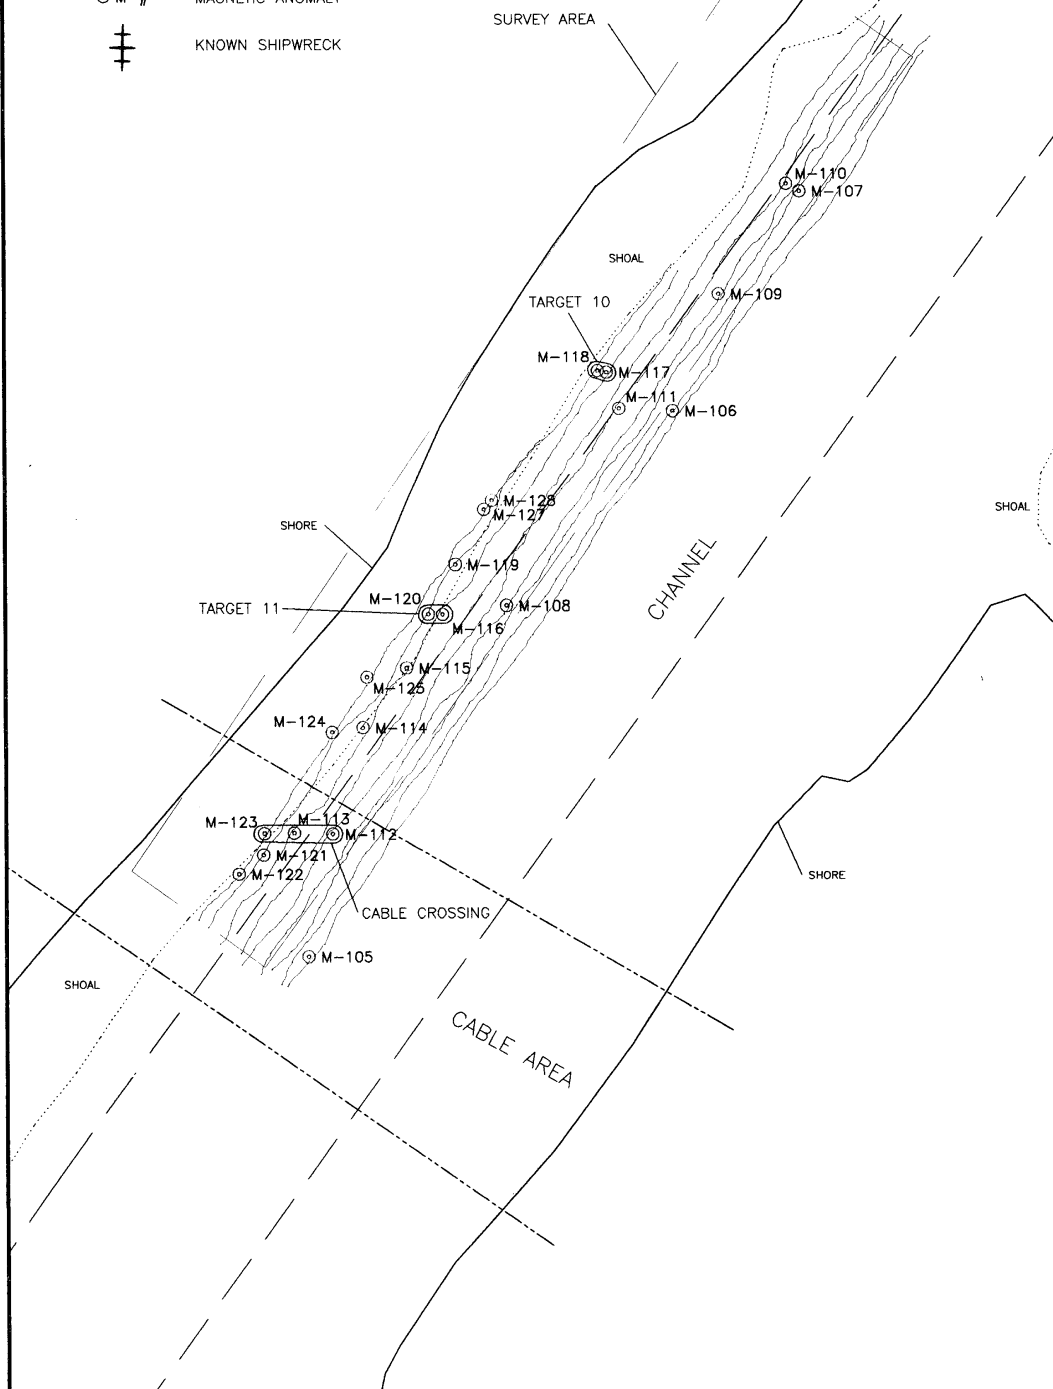 MAGNETIC ANOMALY
KNOWN SHIPWRECK
SURVEY AREA
M-110
M-107
SHOAL
M-109
TARGET 10
M-118
M-117
M-111
M-106
M-128
M-127
SHOAL
SHORE
M-119
CHANNEL
M-120
M-108
TARGET 11
M-116
M-115
M-125
M-124
M-114
M-123
M-113
M-112
M-121
M-122
SHORE
CABLE CROSSING
M-105
SHOAL
CABLE AREA